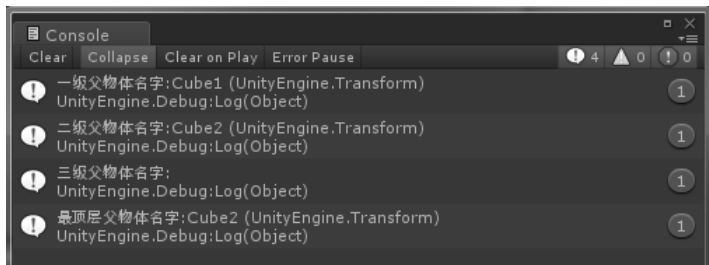 Console
Clear Collapse Clear on Play Error Pause 4 0 0
一级父物体名字:Cube1 (UnityEngine.Transform)
UnityEngine.Debug:Log(Object)
1
二级父物体名字:Cube2 (UnityEngine.Transform)
UnityEngine.Debug:Log(Object)
1
三级父物体名字:
UnityEngine.Debug:Log(Object)
1
最顶层父物体名字:Cube2 (UnityEngine.Transform)
UnityEngine.Debug:Log(Object)
1